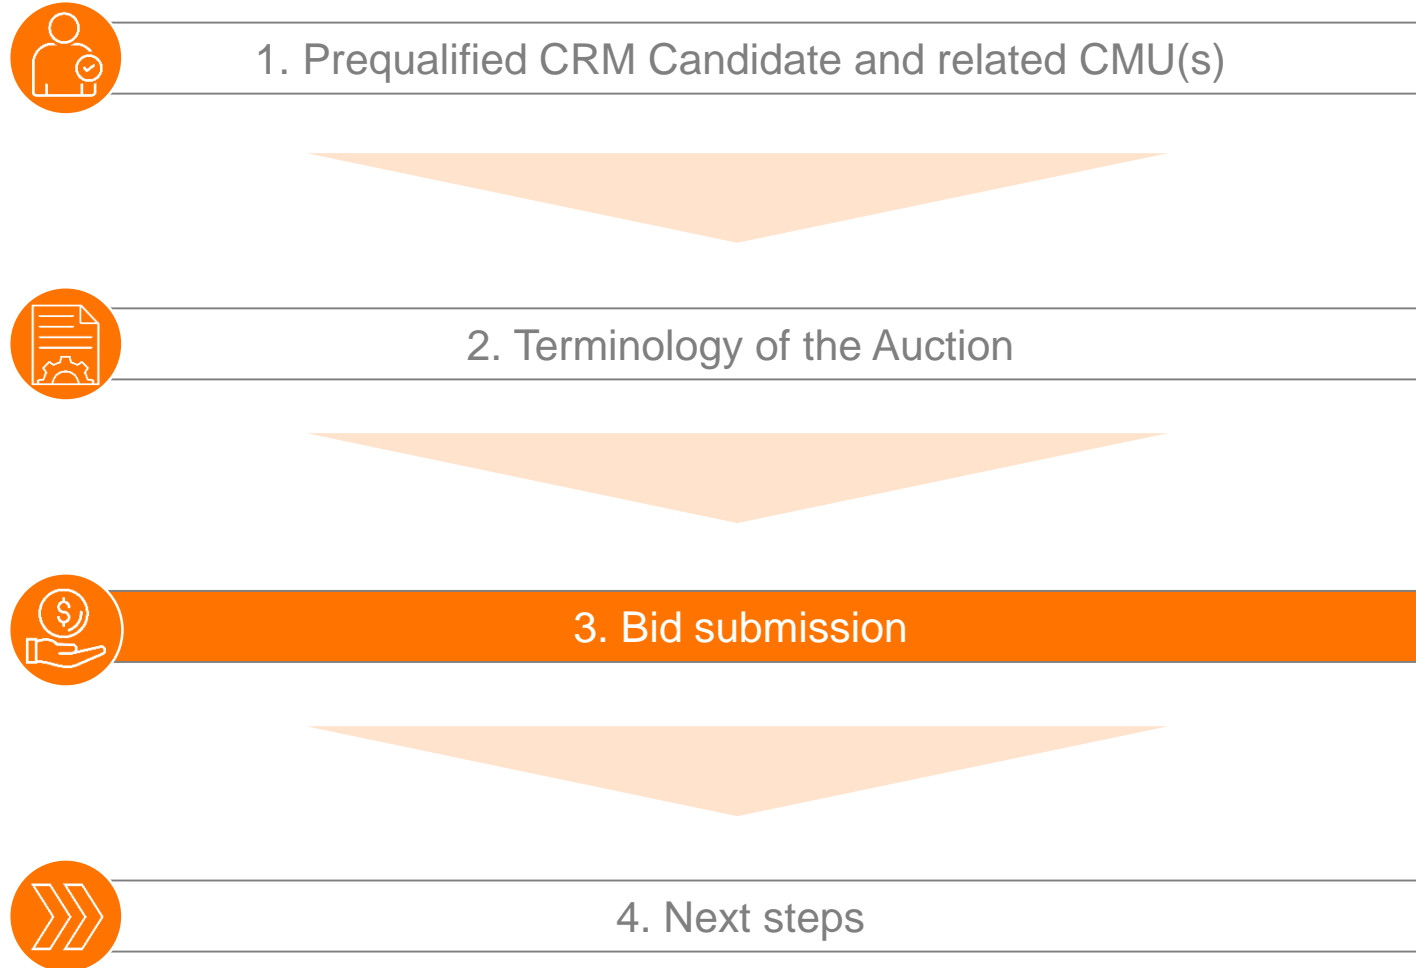 1. Prequalified CRM Candidate and related CMU(s)
2. Terminology of the Auction
$
3. Bid submission
4. Next steps